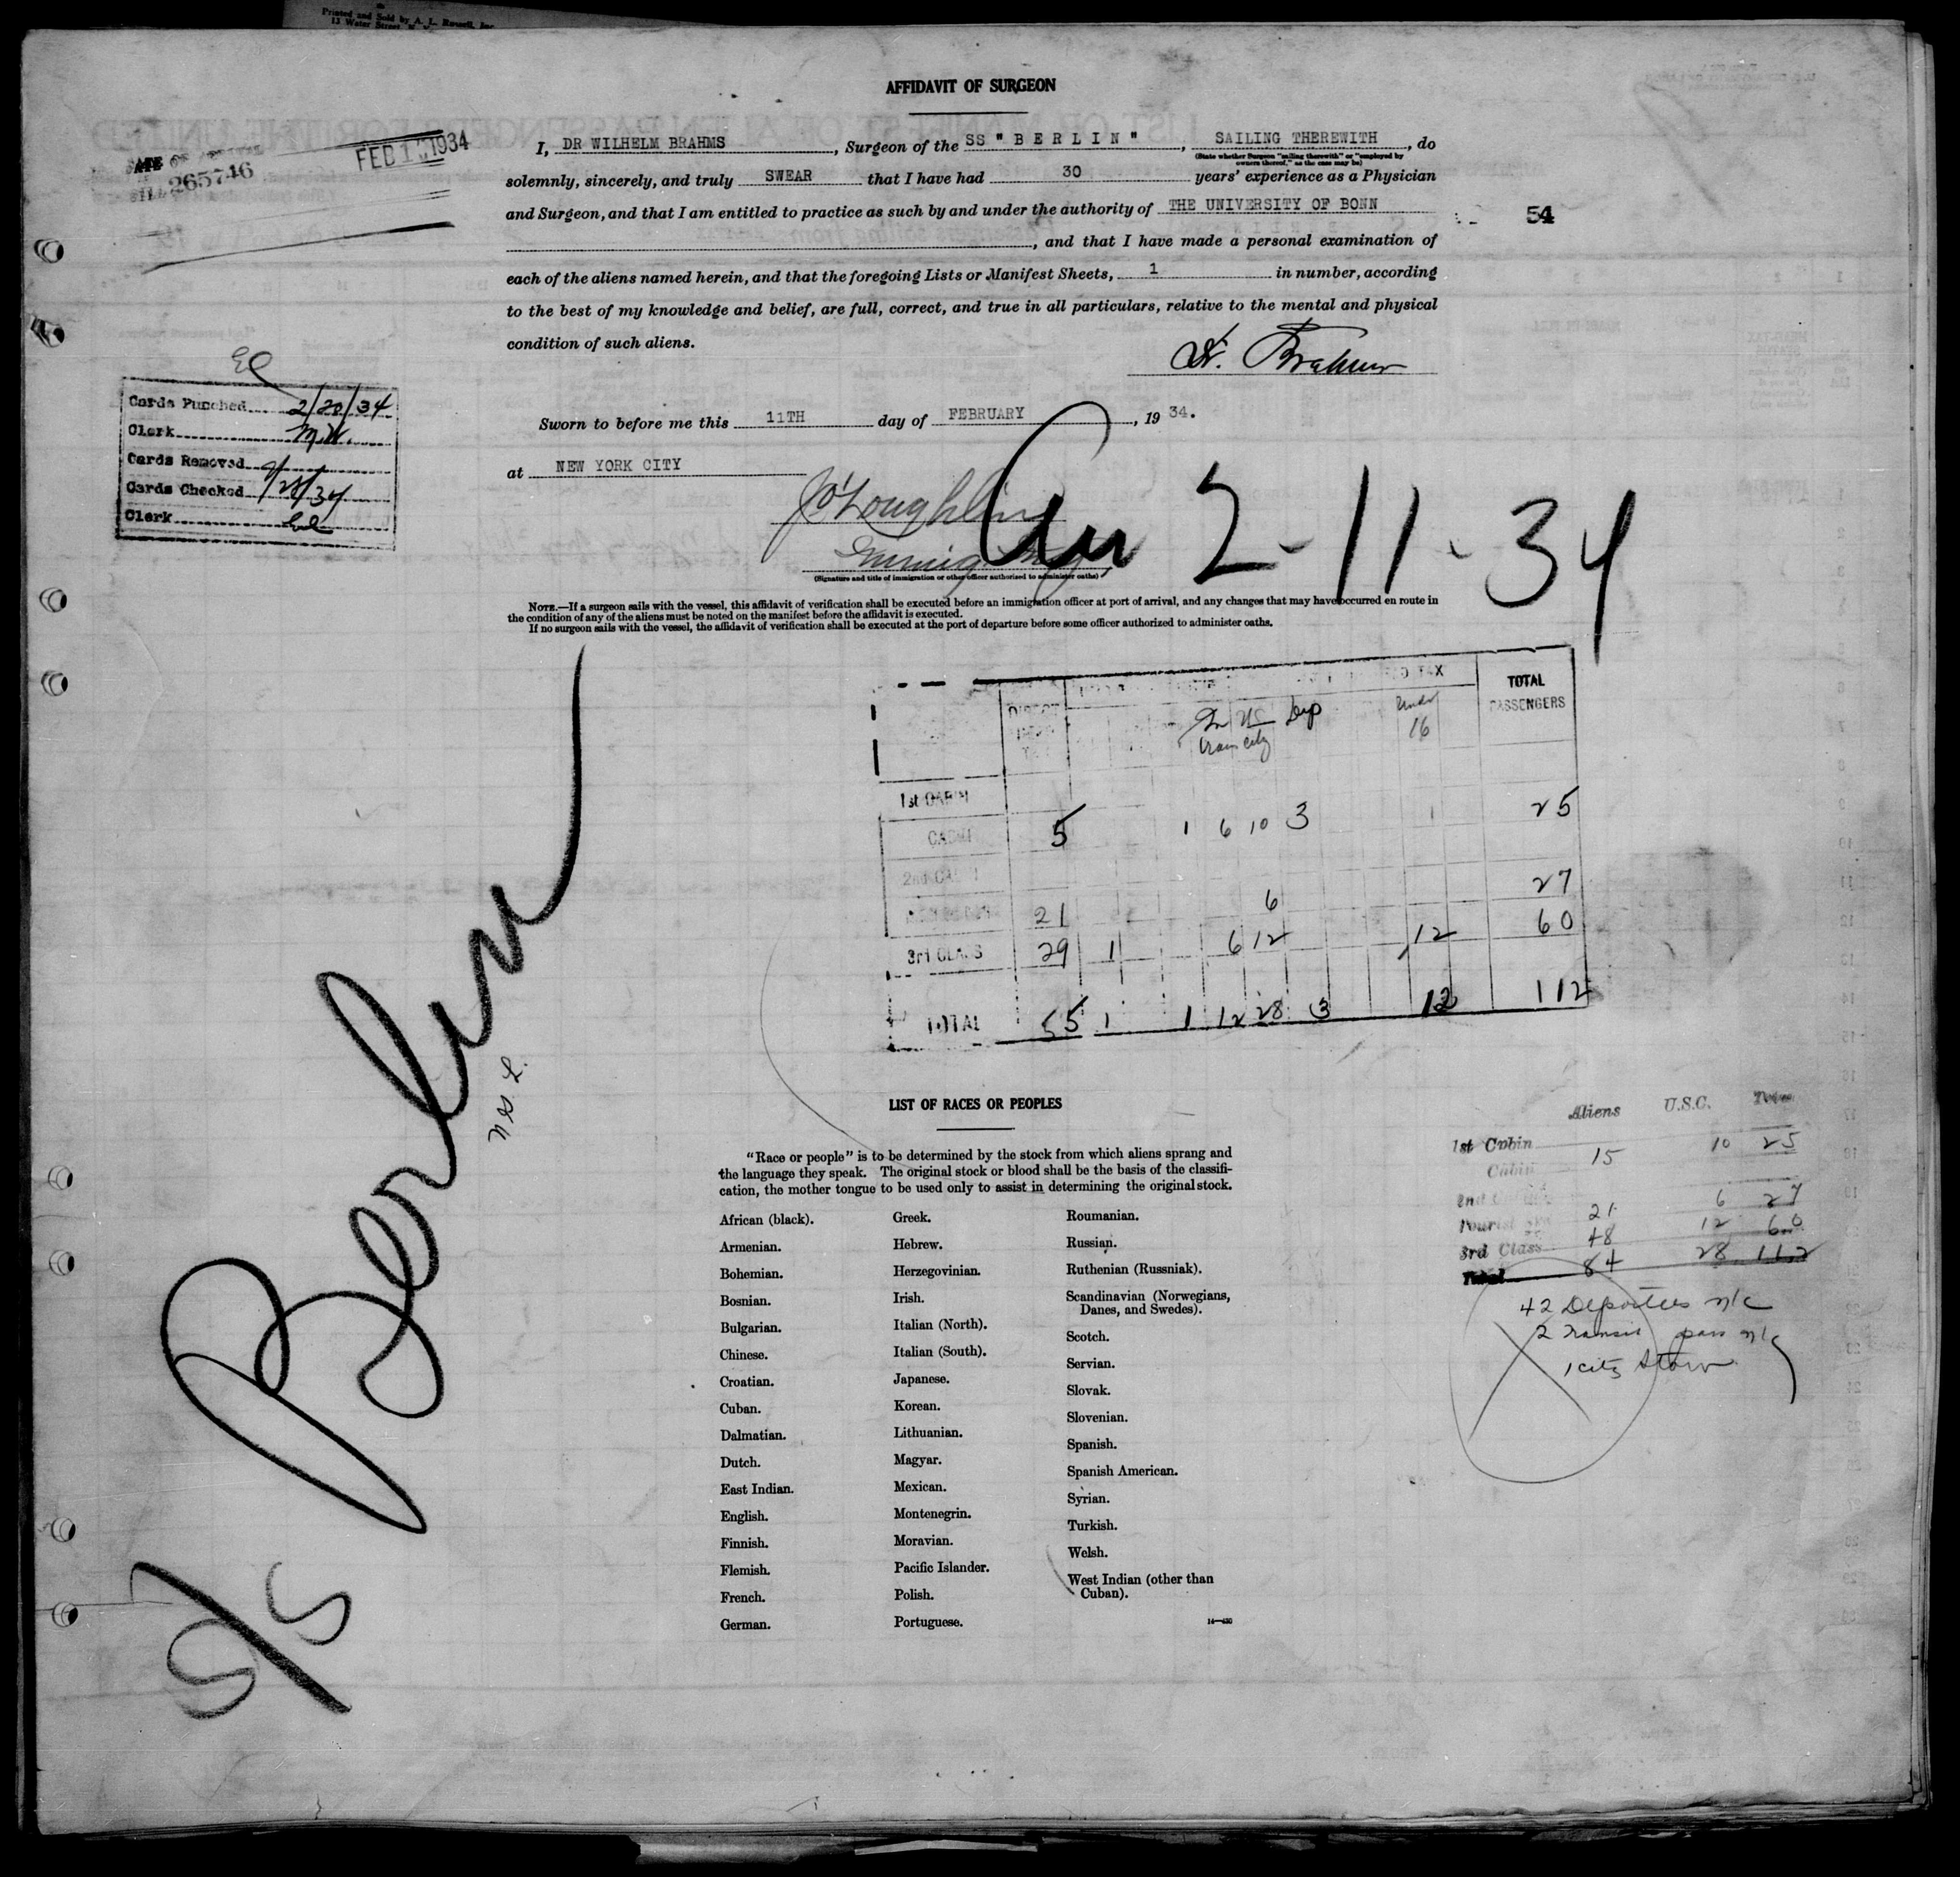 Printed and Sold by A. L. Russell, Inc.
12 Water Street, N. Y.
AFFIDAVIT OF SURGEON
265746
FEB 1 1934
I, DR WILHELM BRAHMS, Surgeon of the SS "BERLIN", SAILING THEREWITH, do
(State whether Surgeon "sailing therewith" or "employed by
owners thereof," as the case may be)
solemnly, sincerely, and truly SWEAR that I have had 30 years' experience as a Physician
and Surgeon, and that I am entitled to practice as such by and under the authority of THE UNIVERSITY OF BONN
54
, and that I have made a personal examination of
each of the aliens named herein, and that the foregoing Lists or Manifest Sheets, 1 in number, according
to the best of my knowledge and belief, are full, correct, and true in all particulars, relative to the mental and physical
condition of such aliens.
W. Brahms
Cards Punched 2/20/34
Clerk M.W.
Cards Removed
Cards Checked
Clerk
Sworn to before me this 11TH day of FEBRUARY, 19 34.
at NEW YORK CITY
J O'Loughlin
2-11-34
(Signature and title of immigration or other officer authorized to administer oaths)
NOTE.—If a surgeon sails with the vessel, this affidavit of verification shall be executed before an immigration officer at port of arrival, and any changes that may have occurred en route in
the condition of any of the aliens must be noted on the manifest before the affidavit is executed.
If no surgeon sails with the vessel, the affidavit of verification shall be executed at the port of departure before some officer authorized to administer oaths.
S/S Berlin
TOTAL
PASSENGERS
DIRECT
TAX
Under
16
1st CABIN
CABIN 5 1 6 10 3 1 25
2nd CABIN
21 6 27
3rd CLASS 29 1 6 12 12 60
TOTAL 55 1 1 12 28 3 12 112
LIST OF RACES OR PEOPLES
"Race or people" is to be determined by the stock from which aliens sprang and
the language they speak. The original stock or blood shall be the basis of the classifi-
cation, the mother tongue to be used only to assist in determining the original stock.
African (black).
Armenian.
Bohemian.
Bosnian.
Bulgarian.
Chinese.
Croatian.
Cuban.
Dalmatian.
Dutch.
East Indian.
English.
Finnish.
Flemish.
French.
German.
Greek.
Hebrew.
Herzegovinian.
Irish.
Italian (North).
Italian (South).
Japanese.
Korean.
Lithuanian.
Magyar.
Mexican.
Montenegrin.
Moravian.
Pacific Islander.
Polish.
Portuguese.
Roumanian.
Russian.
Ruthenian (Russniak).
Scandinavian (Norwegians,
Danes, and Swedes).
Scotch.
Servian.
Slovak.
Slovenian.
Spanish.
Spanish American.
Syrian.
Turkish.
Welsh.
West Indian (other than
Cuban).
Aliens U.S.C. Total
1st Cabin
Cabin 15 10 25
2nd
Tourist 21 6 27
3rd Class 48 12 60
Total 84 28 112
42 Deportees n/c
2 Transit pass n/c